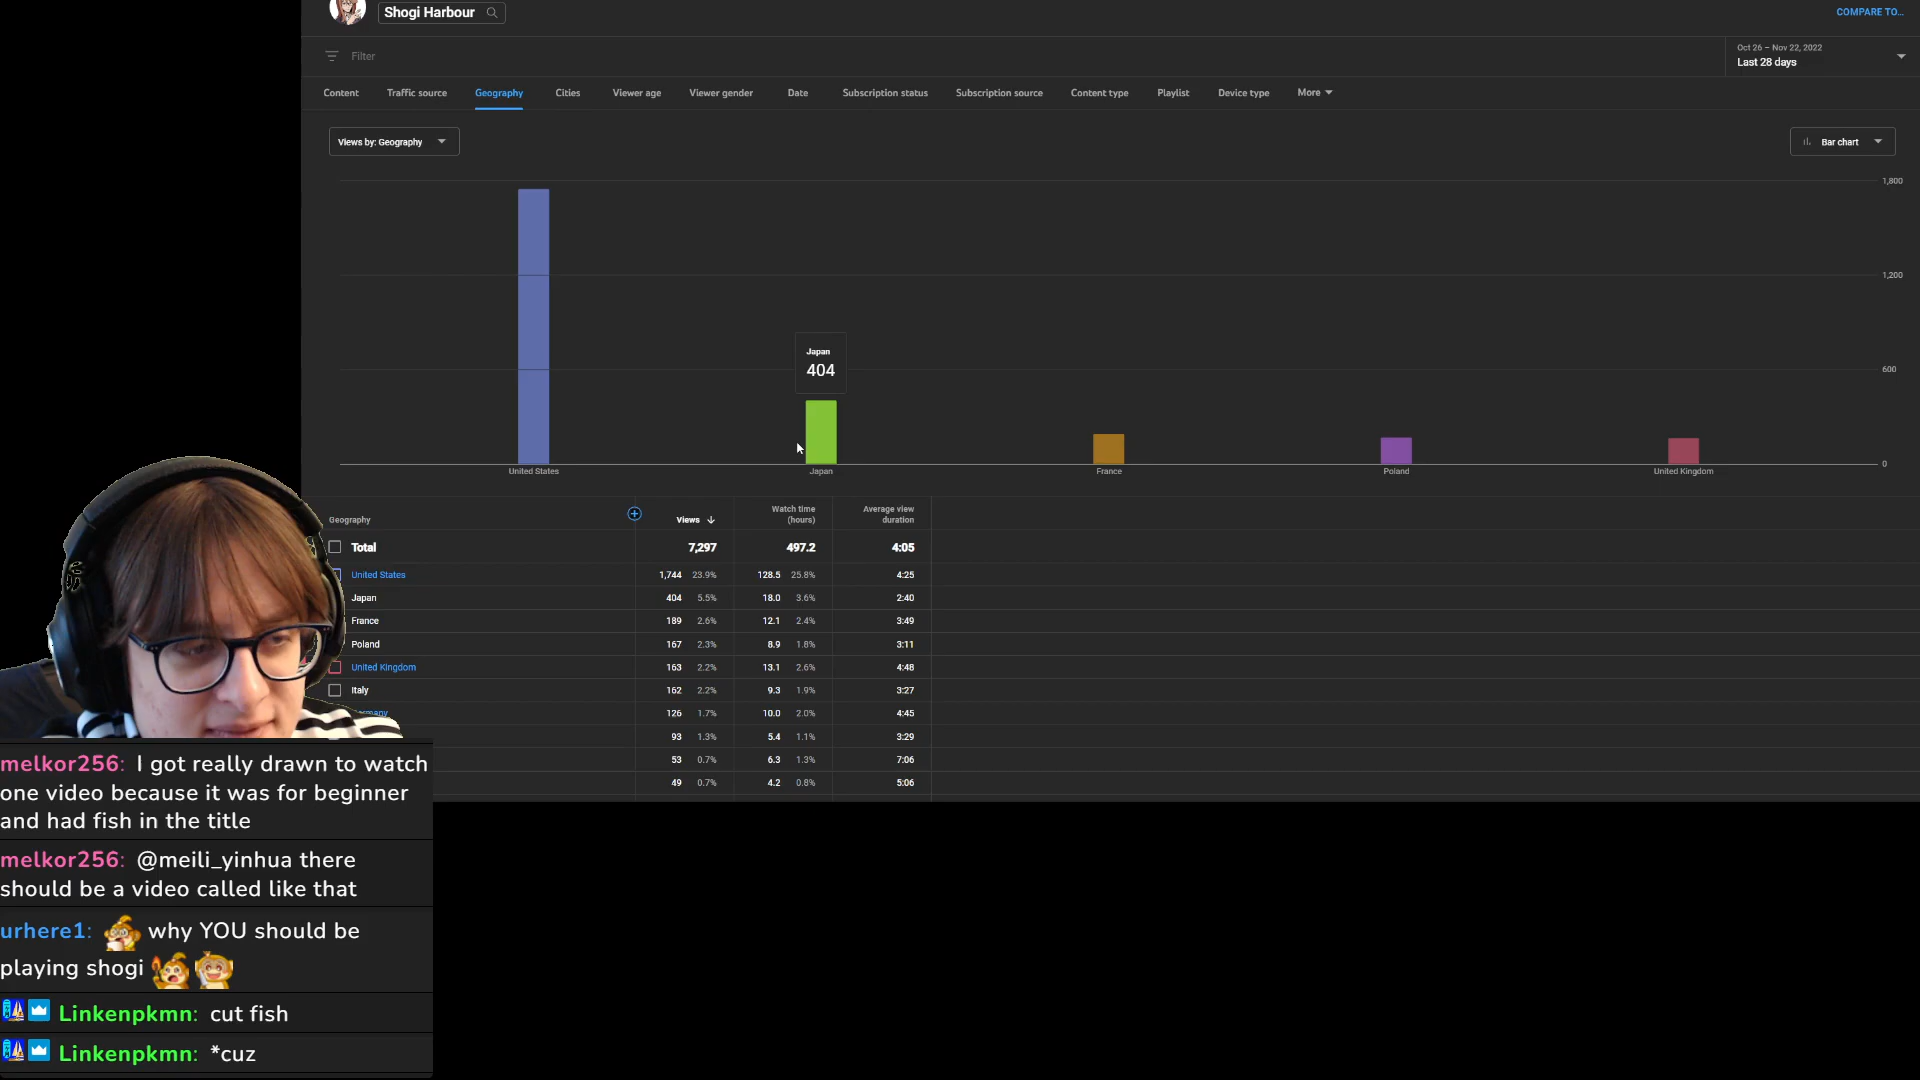 Shogi Harbour
COMPARE TO...
Filter
Oct 26 – Nov 22, 2022
Last 28 days
Content Traffic source Geography Cities Viewer age Viewer gender Date Subscription status Subscription source Content type Playlist Device type More
Views by: Geography
Bar chart
1,800
1,200
600
0
Japan
404
United States Japan France Poland United Kingdom
Geography Views Watch time (hours) Average view duration
Total 7,297 497.2 4:05
United States 1,744 23.9% 128.5 25.8% 4:25
Japan 404 5.5% 18.0 3.6% 2:40
France 189 2.6% 12.1 2.4% 3:49
Poland 167 2.3% 8.9 1.8% 3:11
United Kingdom 163 2.2% 13.1 2.6% 4:48
Italy 162 2.2% 9.3 1.9% 3:27
126 1.7% 10.0 2.0% 4:45
93 1.3% 5.4 1.1% 3:29
53 0.7% 6.3 1.3% 7:06
49 0.7% 4.2 0.8% 5:06
melkor256: I got really drawn to watch
one video because it was for beginner
and had fish in the title
melkor256: @meili_yinhua there
should be a video called like that
urhere1: why YOU should be
playing shogi
Linkenpkmn: cut fish
Linkenpkmn: *cuz